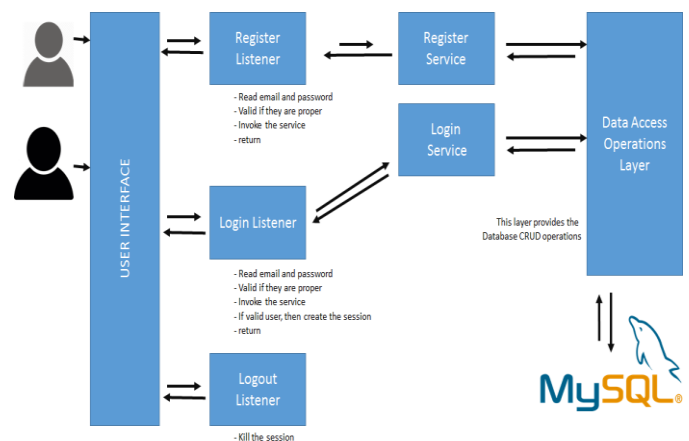 USER INTERFACE
Register
Listener
- Read email and password
- Valid if they are proper
- Invoke the service
- return
Register
Service
Login
Service
Data Access
Operations
Layer
This layer provides the
Database CRUD operations
Login Listener
- Read email and password
- Valid if they are proper
- Invoke the service
- If valid user, then create the session
- return
Logout
Listener
- Kill the session
MySQL®